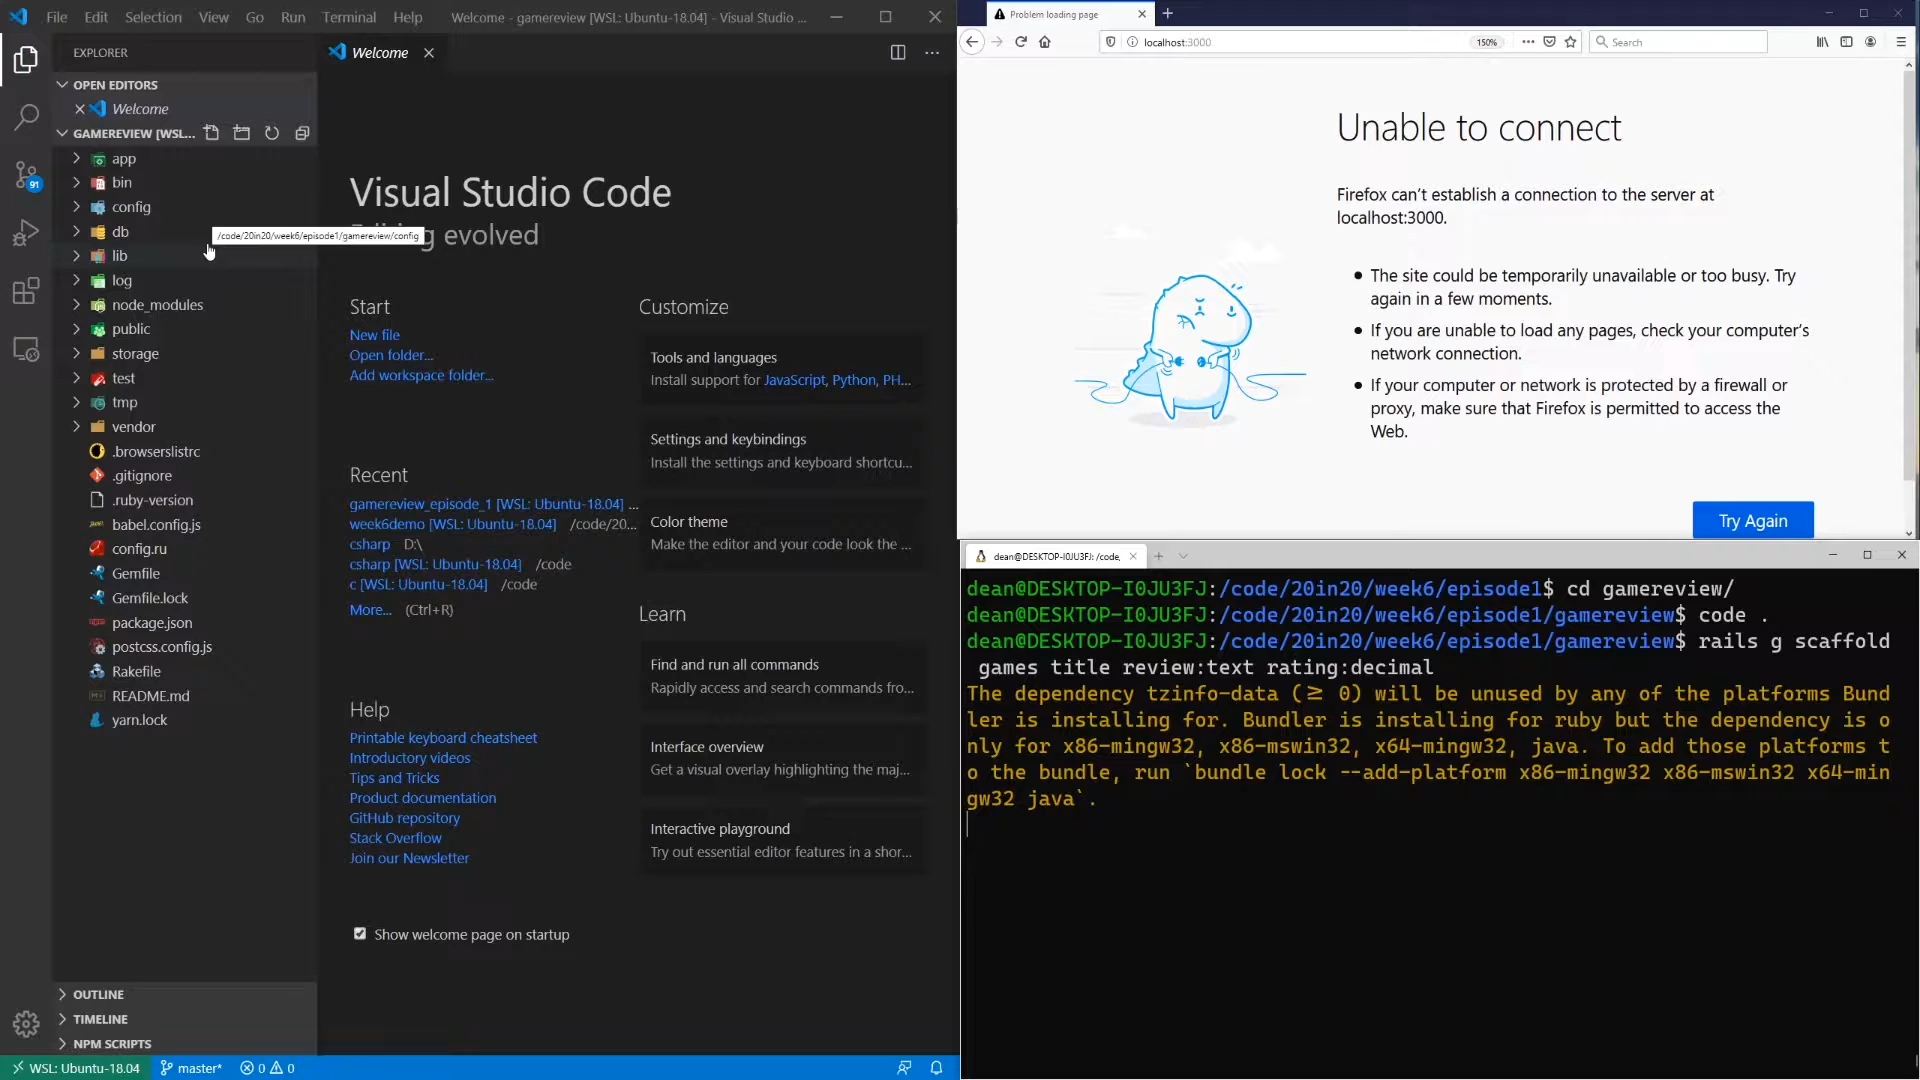 File Edit Selection View Go Run Terminal Help Welcome - gamereview [WSL: Ubuntu-18.04] - Visual Studio ...
EXPLORER
Welcome
OPEN EDITORS
Welcome
GAMEREVIEW [WSL...
app
bin
config
db
/code/20in20/week6/episode1/gamereview/config
lib
log
node_modules
public
storage
test
tmp
vendor
.browserslistrc
.gitignore
.ruby-version
babel.config.js
config.ru
Gemfile
Gemfile.lock
package.json
postcss.config.js
Rakefile
README.md
yarn.lock
OUTLINE
TIMELINE
NPM SCRIPTS
91
WSL: Ubuntu-18.04 master* 0 0
Visual Studio Code
evolved
Start
New file
Open folder...
Add workspace folder...
Recent
gamereview_episode_1 [WSL: Ubuntu-18.04] ...
week6demo [WSL: Ubuntu-18.04] /code/20...
csharp D:\
csharp [WSL: Ubuntu-18.04] /code
c [WSL: Ubuntu-18.04] /code
More... (Ctrl+R)
Help
Printable keyboard cheatsheet
Introductory videos
Tips and Tricks
Product documentation
GitHub repository
Stack Overflow
Join our Newsletter
Show welcome page on startup
Customize
Tools and languages
Install support for JavaScript, Python, PH...
Settings and keybindings
Install the settings and keyboard shortcu...
Color theme
Make the editor and your code look the ...
Learn
Find and run all commands
Rapidly access and search commands fro...
Interface overview
Get a visual overlay highlighting the maj...
Interactive playground
Try out essential editor features in a shor...
Problem loading page
localhost:3000 150% Search
Unable to connect
Firefox can’t establish a connection to the server at
localhost:3000.
The site could be temporarily unavailable or too busy. Try
again in a few moments.
If you are unable to load any pages, check your computer’s
network connection.
If your computer or network is protected by a firewall or
proxy, make sure that Firefox is permitted to access the
Web.
Try Again
dean@DESKTOP-I0JU3FJ: /code,
dean@DESKTOP-I0JU3FJ:/code/20in20/week6/episode1$ cd gamereview/
dean@DESKTOP-I0JU3FJ:/code/20in20/week6/episode1/gamereview$ code .
dean@DESKTOP-I0JU3FJ:/code/20in20/week6/episode1/gamereview$ rails g scaffold
games title review:text rating:decimal
The dependency tzinfo-data (≥ 0) will be unused by any of the platforms Bund
ler is installing for. Bundler is installing for ruby but the dependency is o
nly for x86-mingw32, x86-mswin32, x64-mingw32, java. To add those platforms t
o the bundle, run `bundle lock --add-platform x86-mingw32 x86-mswin32 x64-min
gw32 java`.